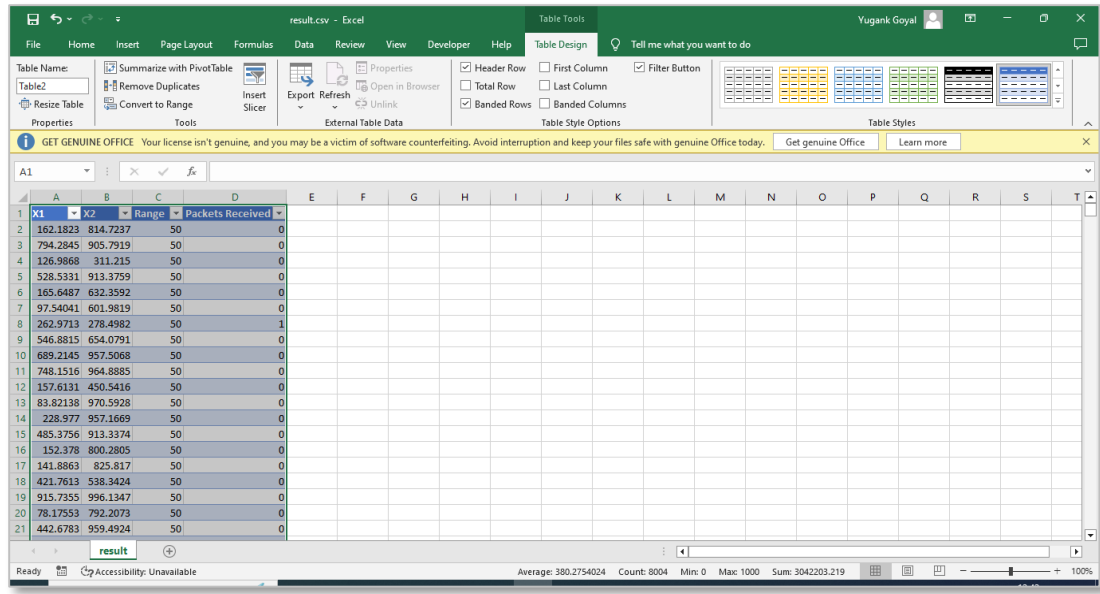 result.csv - Excel
Table Tools
Yugank Goyal
File Home Insert Page Layout Formulas Data Review View Developer Help Table Design Tell me what you want to do
Table Name:
Table2
Resize Table
Properties
Summarize with PivotTable
Remove Duplicates
Convert to Range
Insert
Slicer
Tools
Export Refresh
Properties
Open in Browser
Unlink
External Table Data
Header Row First Column Filter Button
Total Row Last Column
Banded Rows Banded Columns
Table Style Options
Table Styles
GET GENUINE OFFICE Your license isn't genuine, and you may be a victim of software counterfeiting. Avoid interruption and keep your files safe with genuine Office today. Get genuine Office Learn more
A1 fx
A B C D E F G H I J K L M N O P Q R S T
1 X1 X2 Range Packets Received
2 162.1823 814.7237 50 0
3 794.2845 905.7919 50 0
4 126.9868 311.215 50 0
5 528.5331 913.3759 50 0
6 165.6487 632.3592 50 0
7 97.54041 601.9819 50 0
8 262.9713 278.4982 50 1
9 546.8815 654.0791 50 0
10 689.2145 957.5068 50 0
11 748.1516 964.8885 50 0
12 157.6131 450.5416 50 0
13 83.82138 970.5928 50 0
14 228.977 957.1669 50 0
15 485.3756 913.3374 50 0
16 152.378 800.2805 50 0
17 141.8863 825.817 50 0
18 421.7613 538.3424 50 0
19 915.7355 996.1347 50 0
20 78.17553 792.2073 50 0
21 442.6783 959.4924 50 0
result
Ready Accessibility: Unavailable Average: 380.2754024 Count: 8004 Min: 0 Max: 1000 Sum: 3042203.219 100%